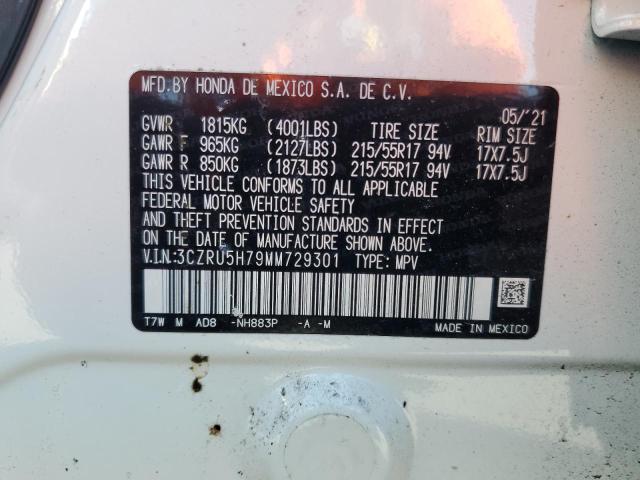 MFD.BY HONDA DE MEXICO S.A. DE C.V.
05/'21
GVWR 1815KG (4001LBS) TIRE SIZE RIM SIZE
GAWR F 965KG (2127LBS) 215/55R17 94V 17X7.5J
GAWR R 850KG (1873LBS) 215/55R17 94V 17X7.5J
THIS VEHICLE CONFORMS TO ALL APPLICABLE
FEDERAL MOTOR VEHICLE SAFETY
AND THEFT PREVENTION STANDARDS IN EFFECT
ON THE DATE OF MANUFACTURE SHOWN ABOVE.
V.I.N:3CZRU5H79MM729301 TYPE: MPV
T7W M AD8 -NH883P -A -M
MADE IN MEXICO